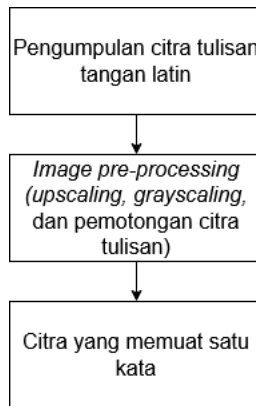 Pengumpulan citra tulisan
tangan latin
Image pre-processing
(upscaling, grayscaling,
dan pemotongan citra
tulisan)
Citra yang memuat satu
kata